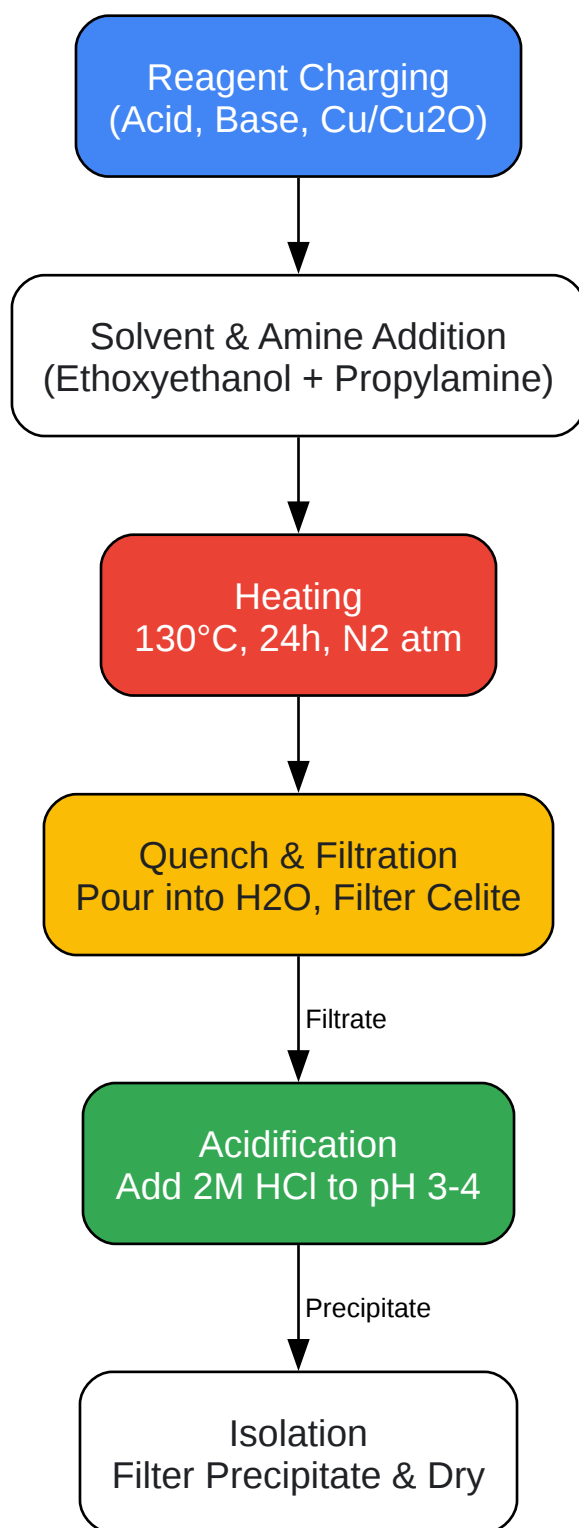 Reagent Charging
(Acid, Base, Cu/Cu2O)
Solvent & Amine Addition
(Ethoxyethanol + Propylamine)
Heating
130°C, 24h, N2 atm
Quench & Filtration
Pour into H2O, Filter Celite
Filtrate
Acidification
Add 2M HCl to pH 3-4
Precipitate
Isolation
Filter Precipitate & Dry